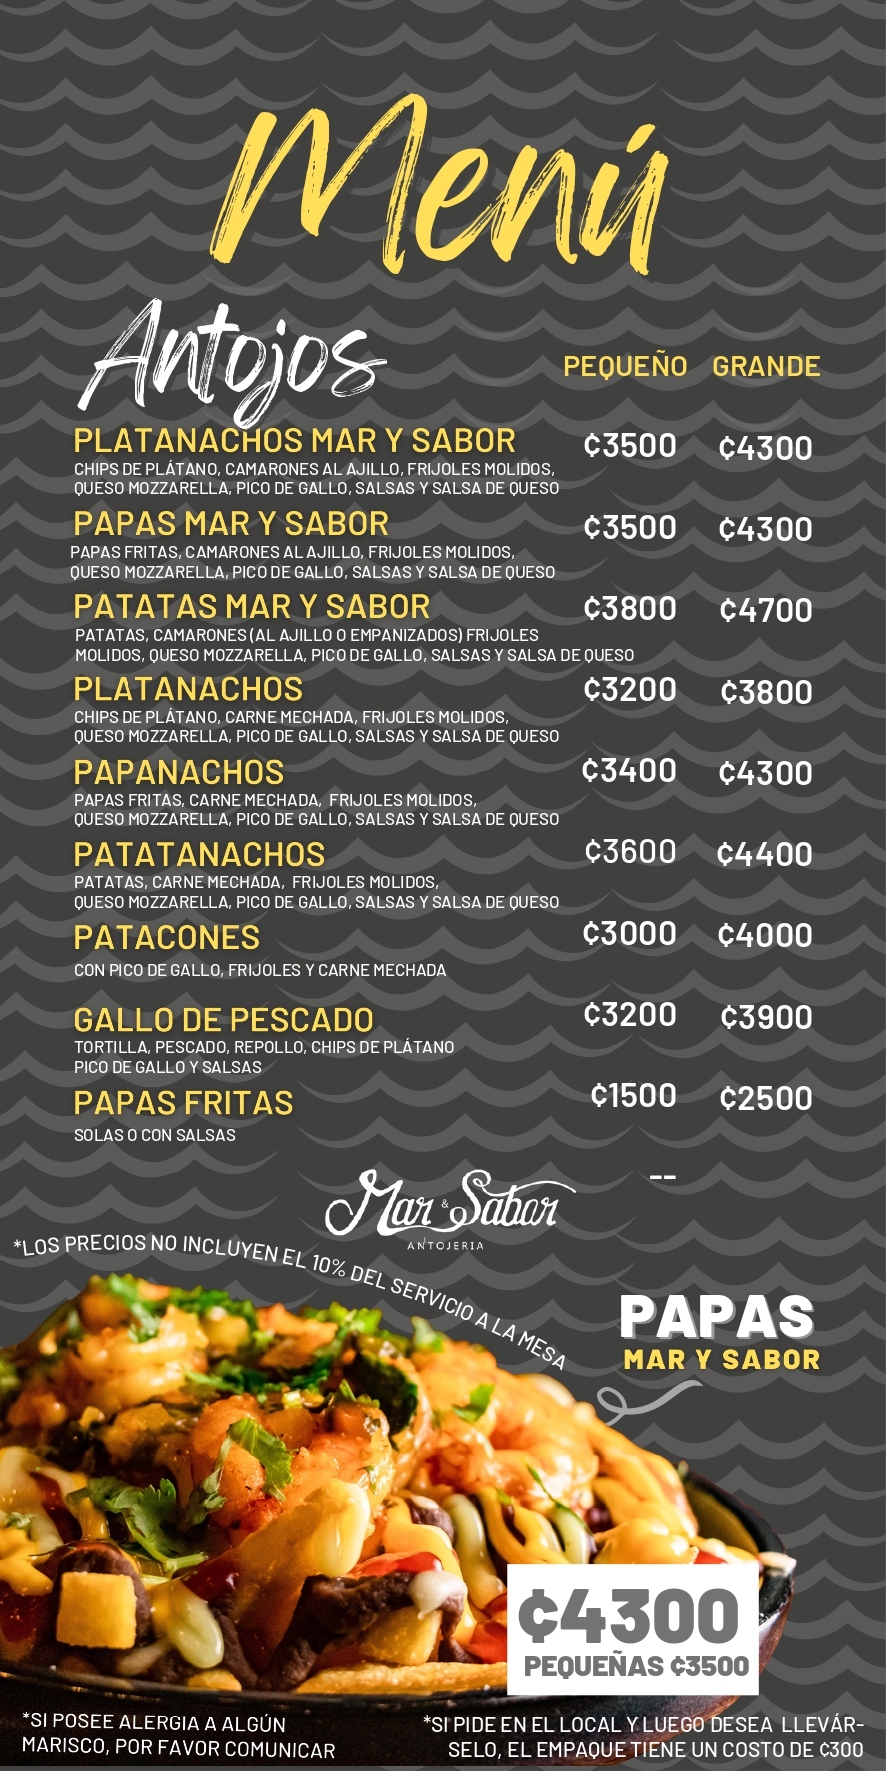 Menú
Antojos
PEQUEÑO GRANDE
PLATANACHOS MAR Y SABOR ¢3500 ¢4300
CHIPS DE PLÁTANO, CAMARONES AL AJILLO, FRIJOLES MOLIDOS,
QUESO MOZZARELLA, PICO DE GALLO, SALSAS Y SALSA DE QUESO
PAPAS MAR Y SABOR ¢3500 ¢4300
PAPAS FRITAS, CAMARONES AL AJILLO, FRIJOLES MOLIDOS,
QUESO MOZZARELLA, PICO DE GALLO, SALSAS Y SALSA DE QUESO
PATATAS MAR Y SABOR ¢3800 ¢4700
PATATAS, CAMARONES (AL AJILLO O EMPANIZADOS) FRIJOLES
MOLIDOS, QUESO MOZZARELLA, PICO DE GALLO, SALSAS Y SALSA DE QUESO
PLATANACHOS ¢3200 ¢3800
CHIPS DE PLÁTANO, CARNE MECHADA, FRIJOLES MOLIDOS,
QUESO MOZZARELLA, PICO DE GALLO, SALSAS Y SALSA DE QUESO
PAPANACHOS ¢3400 ¢4300
PAPAS FRITAS, CARNE MECHADA, FRIJOLES MOLIDOS,
QUESO MOZZARELLA, PICO DE GALLO, SALSAS Y SALSA DE QUESO
PATATANACHOS ¢3600 ¢4400
PATATAS, CARNE MECHADA, FRIJOLES MOLIDOS,
QUESO MOZZARELLA, PICO DE GALLO, SALSAS Y SALSA DE QUESO
PATACONES ¢3000 ¢4000
CON PICO DE GALLO, FRIJOLES Y CARNE MECHADA
GALLO DE PESCADO ¢3200 ¢3900
TORTILLA, PESCADO, REPOLLO, CHIPS DE PLÁTANO
PICO DE GALLO Y SALSAS
PAPAS FRITAS ¢1500 ¢2500
SOLAS O CON SALSAS
--
Mar & Sabor
ANTOJERIA
*LOS PRECIOS NO INCLUYEN EL 10% DEL SERVICIO A LA MESA
PAPAS
MAR Y SABOR
¢4300
PEQUEÑAS ¢3500
*SI POSEE ALERGIA A ALGÚN
MARISCO, POR FAVOR COMUNICAR
*SI PIDE EN EL LOCAL Y LUEGO DESEA LLEVÁR-
SELO, EL EMPAQUE TIENE UN COSTO DE ¢300